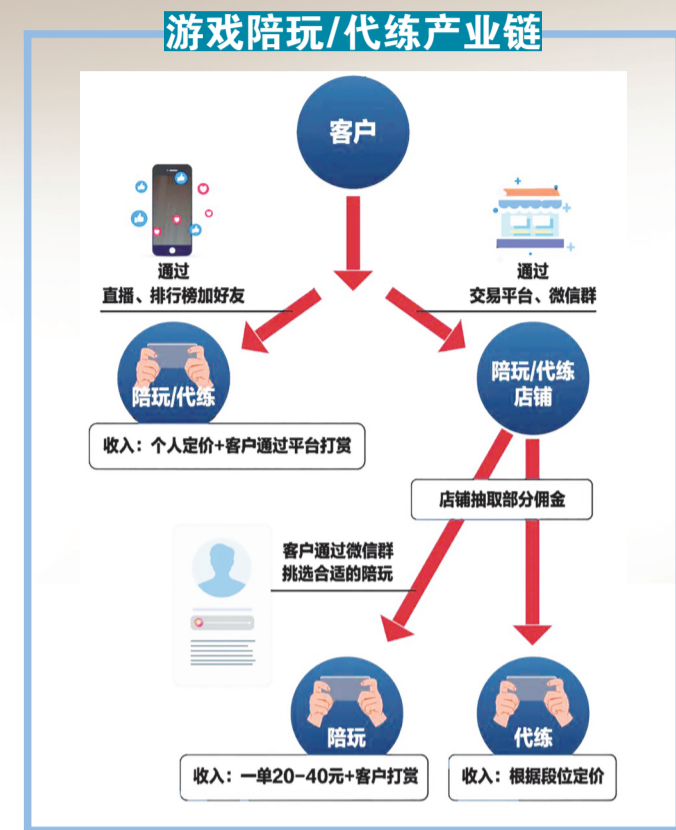 游戏陪玩/代练产业链
客户
通过
直播、排行榜加好友
通过
交易平台、微信群
陪玩/代练
陪玩/代练
店铺
收入：个人定价+客户通过平台打赏
店铺抽取部分佣金
客户通过微信群
挑选合适的陪玩
陪玩
代练
收入：一单20-40元+客户打赏
收入：根据段位定价